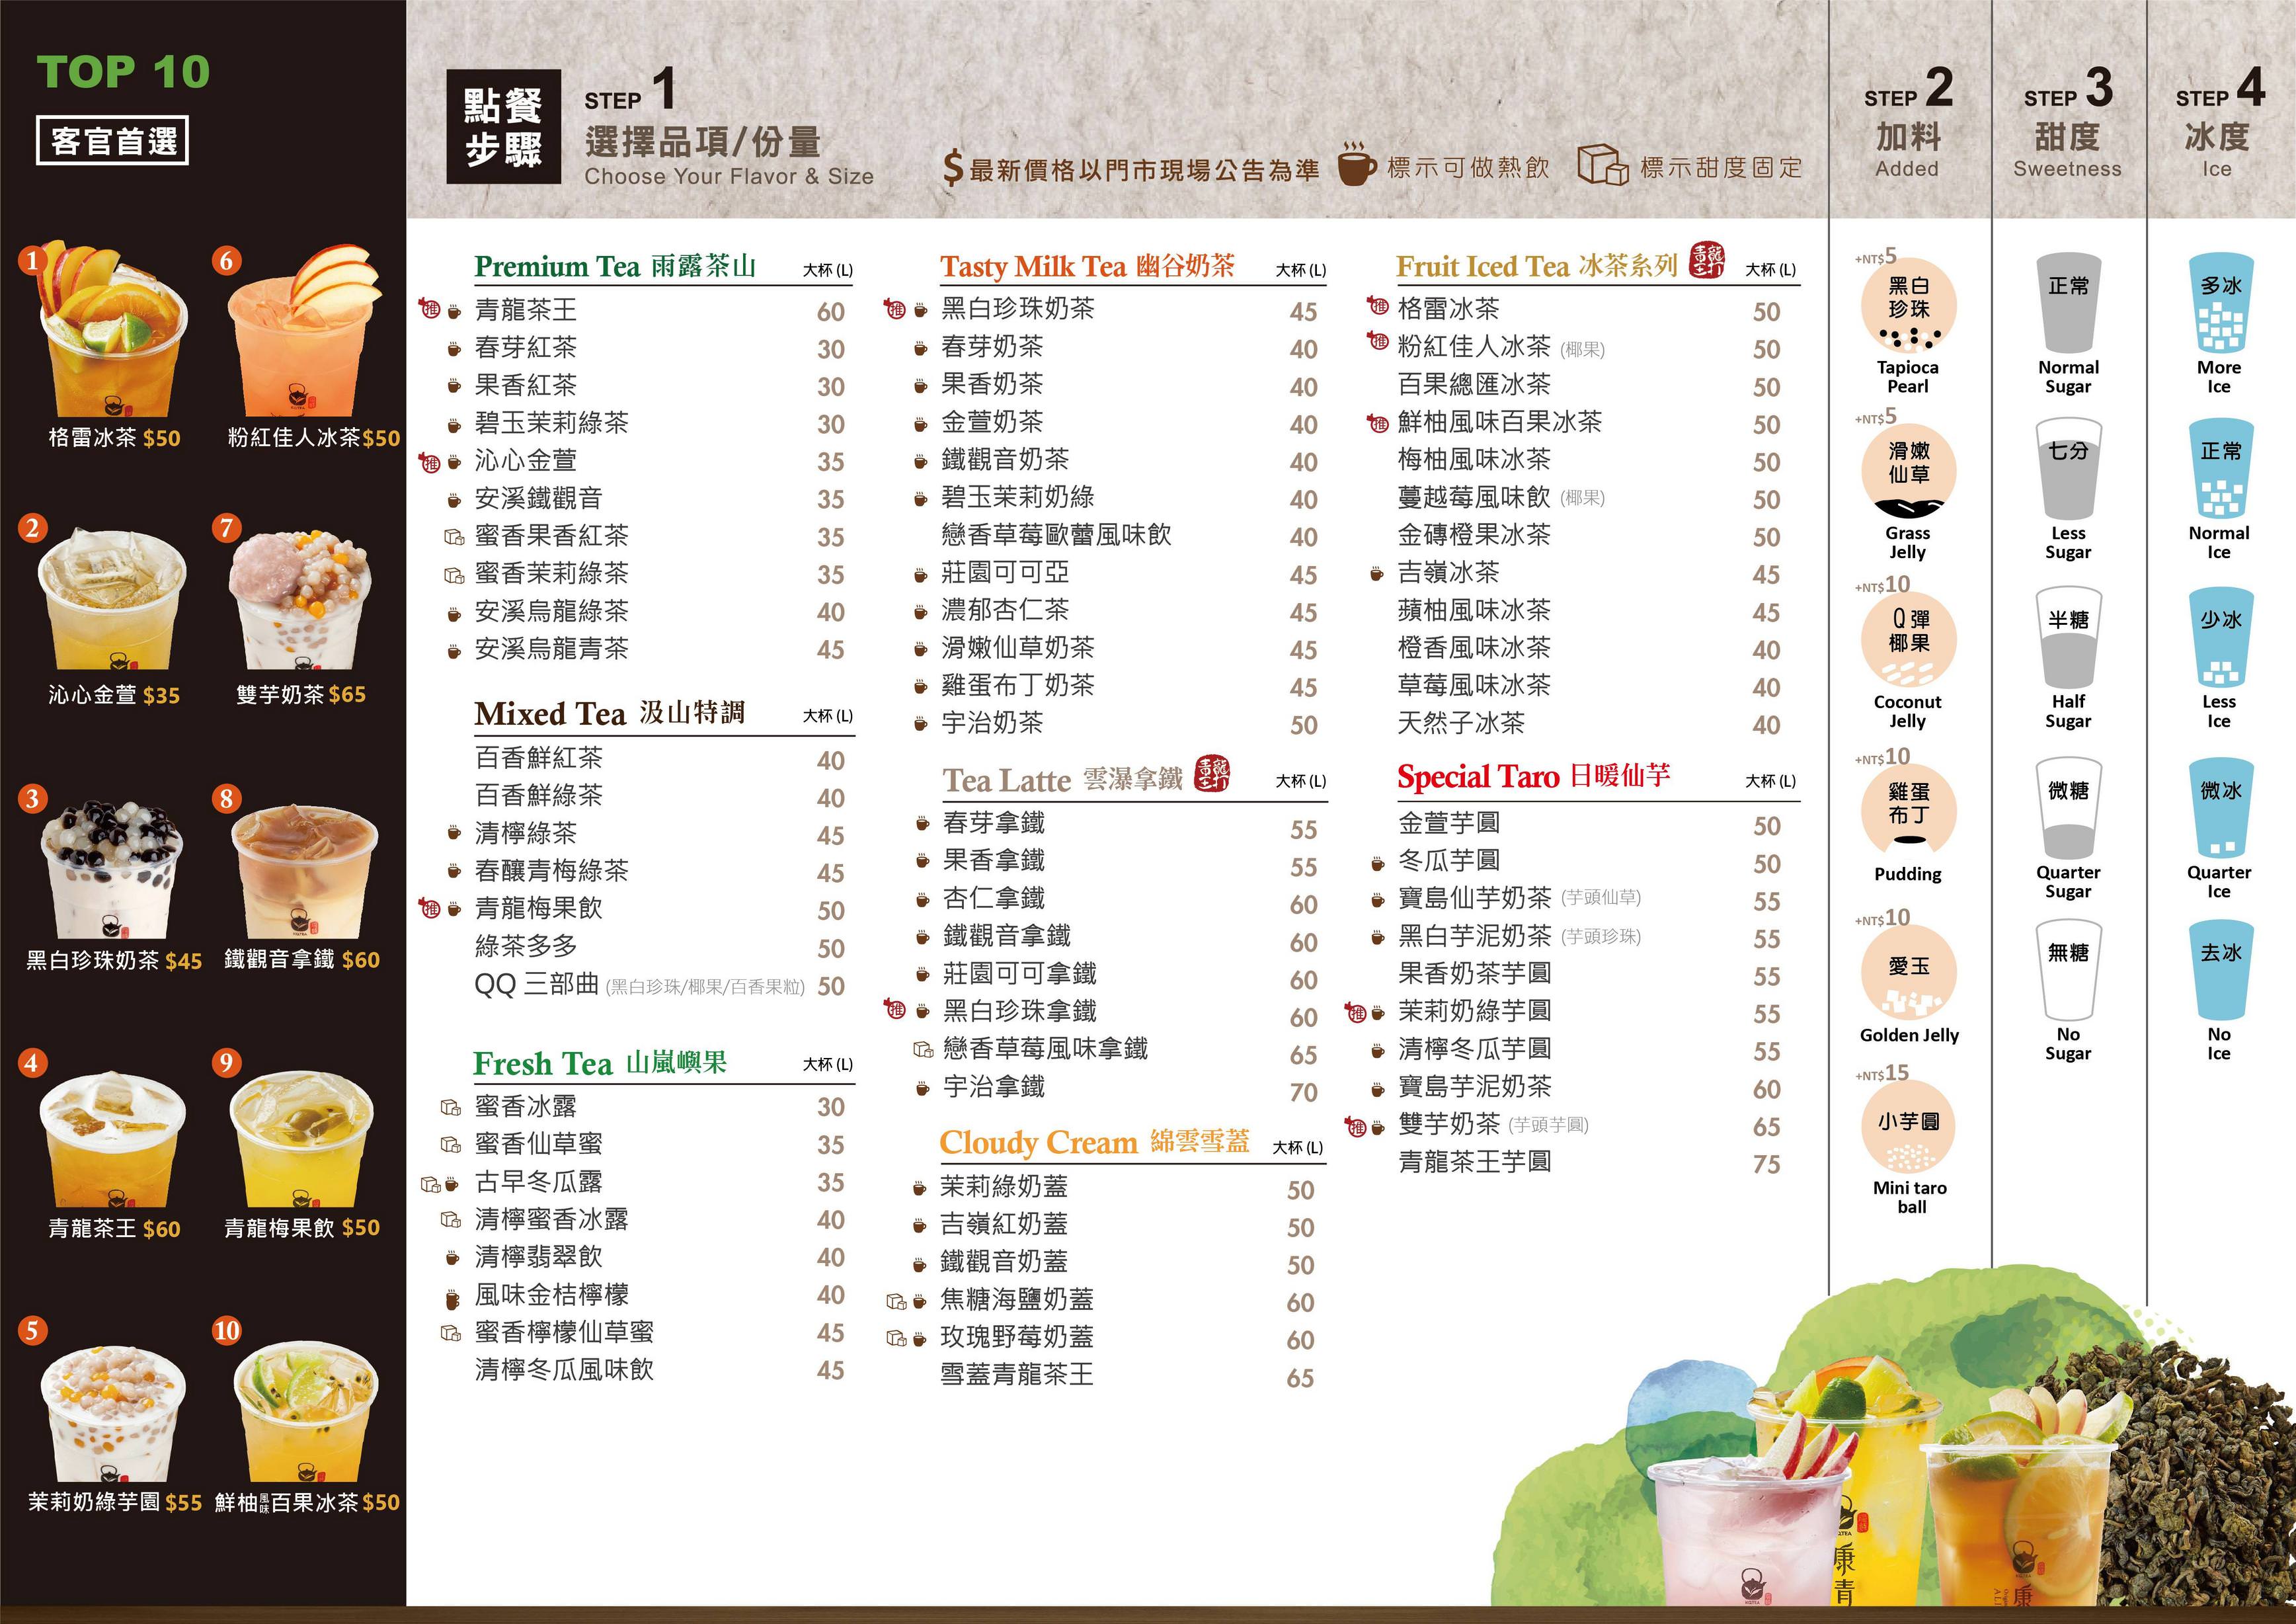 TOP 10
客官首選
1
格雷冰茶 $50
6
粉紅佳人冰茶 $50
2
沁心金萱 $35
7
雙芋奶茶 $65
3
黑白珍珠奶茶 $45
8
鐵觀音拿鐵 $60
4
青龍茶王 $60
9
青龍梅果飲 $50
5
茉莉奶綠芋園 $55
10
鮮柚風味百果冰茶 $50
點餐
步驟
STEP 1
選擇品項/份量
Choose Your Flavor & Size
$最新價格以門市現場公告為準 標示可做熱飲 標示甜度固定
Premium Tea 雨露茶山 大杯 (L)
推 青龍茶王 60
春芽紅茶 30
果香紅茶 30
碧玉茉莉綠茶 30
推 沁心金萱 35
安溪鐵觀音 35
蜜香果香紅茶 35
蜜香茉莉綠茶 35
安溪烏龍綠茶 40
安溪烏龍青茶 45
Mixed Tea 汲山特調 大杯 (L)
百香鮮紅茶 40
百香鮮綠茶 40
清檸綠茶 45
春釀青梅綠茶 45
推 青龍梅果飲 50
綠茶多多 50
QQ 三部曲 (黑白珍珠/椰果/百香果粒) 50
Fresh Tea 山嵐嶼果 大杯 (L)
蜜香冰露 30
蜜香仙草蜜 35
古早冬瓜露 35
清檸蜜香冰露 40
清檸翡翠飲 40
風味金桔檸檬 40
蜜香檸檬仙草蜜 45
清檸冬瓜風味飲 45
Tasty Milk Tea 幽谷奶茶 大杯 (L)
推 黑白珍珠奶茶 45
春芽奶茶 40
果香奶茶 40
金萱奶茶 40
鐵觀音奶茶 40
碧玉茉莉奶綠 40
戀香草莓歐蕾風味飲 40
莊園可可亞 45
濃郁杏仁茶 45
滑嫩仙草奶茶 45
雞蛋布丁奶茶 45
宇治奶茶 50
Tea Latte 雲瀑拿鐵 大杯 (L)
春芽拿鐵 55
果香拿鐵 55
杏仁拿鐵 60
鐵觀音拿鐵 60
莊園可可拿鐵 60
推 黑白珍珠拿鐵 60
戀香草莓風味拿鐵 65
宇治拿鐵 70
Cloudy Cream 綿雲雪蓋 大杯 (L)
茉莉綠奶蓋 50
吉嶺紅奶蓋 50
鐵觀音奶蓋 50
焦糖海鹽奶蓋 60
玫瑰野莓奶蓋 60
雪蓋青龍茶王 65
Fruit Iced Tea 冰茶系列 大杯 (L)
推 格雷冰茶 50
推 粉紅佳人冰茶 (椰果) 50
百果總匯冰茶 50
推 鮮柚風味百果冰茶 50
梅柚風味冰茶 50
蔓越莓風味飲 (椰果) 50
金磚橙果冰茶 50
吉嶺冰茶 45
蘋柚風味冰茶 45
橙香風味冰茶 40
草莓風味冰茶 40
天然子冰茶 40
Special Taro 日暖仙芋 大杯 (L)
金萱芋圓 50
冬瓜芋圓 50
寶島仙芋奶茶 (芋頭仙草) 55
黑白芋泥奶茶 (芋頭珍珠) 55
果香奶茶芋圓 55
推 茉莉奶綠芋圓 55
清檸冬瓜芋圓 55
寶島芋泥奶茶 60
推 雙芋奶茶 (芋頭芋圓) 65
青龍茶王芋圓 75
STEP 2
加料
Added
+NT$5
黑白
珍珠
Tapioca
Pearl
+NT$5
滑嫩
仙草
Grass
Jelly
+NT$10
Q彈
椰果
Coconut
Jelly
+NT$10
雞蛋
布丁
Pudding
+NT$10
愛玉
Golden Jelly
+NT$15
小芋圓
Mini taro
ball
STEP 3
甜度
Sweetness
正常
Normal
Sugar
七分
Less
Sugar
半糖
Half
Sugar
微糖
Quarter
Sugar
無糖
No
Sugar
STEP 4
冰度
Ice
多冰
More
Ice
正常
Normal
Ice
少冰
Less
Ice
微冰
Quarter
Ice
去冰
No
Ice
康
青
康